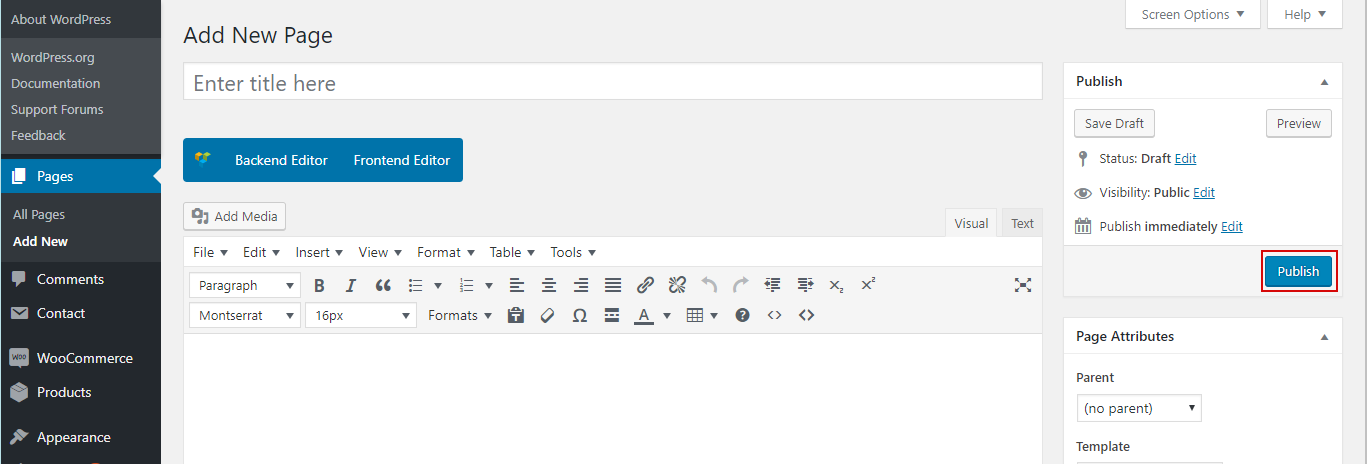 About WordPress
WordPress.org
Documentation
Support Forums
Feedback
Pages
All Pages
Add New
Comments
Contact
WOO WooCommerce
Products
Appearance
Screen Options Help
Add New Page
Enter title here
Backend Editor Frontend Editor
Add Media
Visual Text
File Edit Insert View Format Table Tools
Paragraph B I
Montserrat 16px Formats Ω A
Publish
Save Draft Preview
Status: Draft Edit
Visibility: Public Edit
Publish immediately Edit
Publish
Page Attributes
Parent
(no parent)
Template